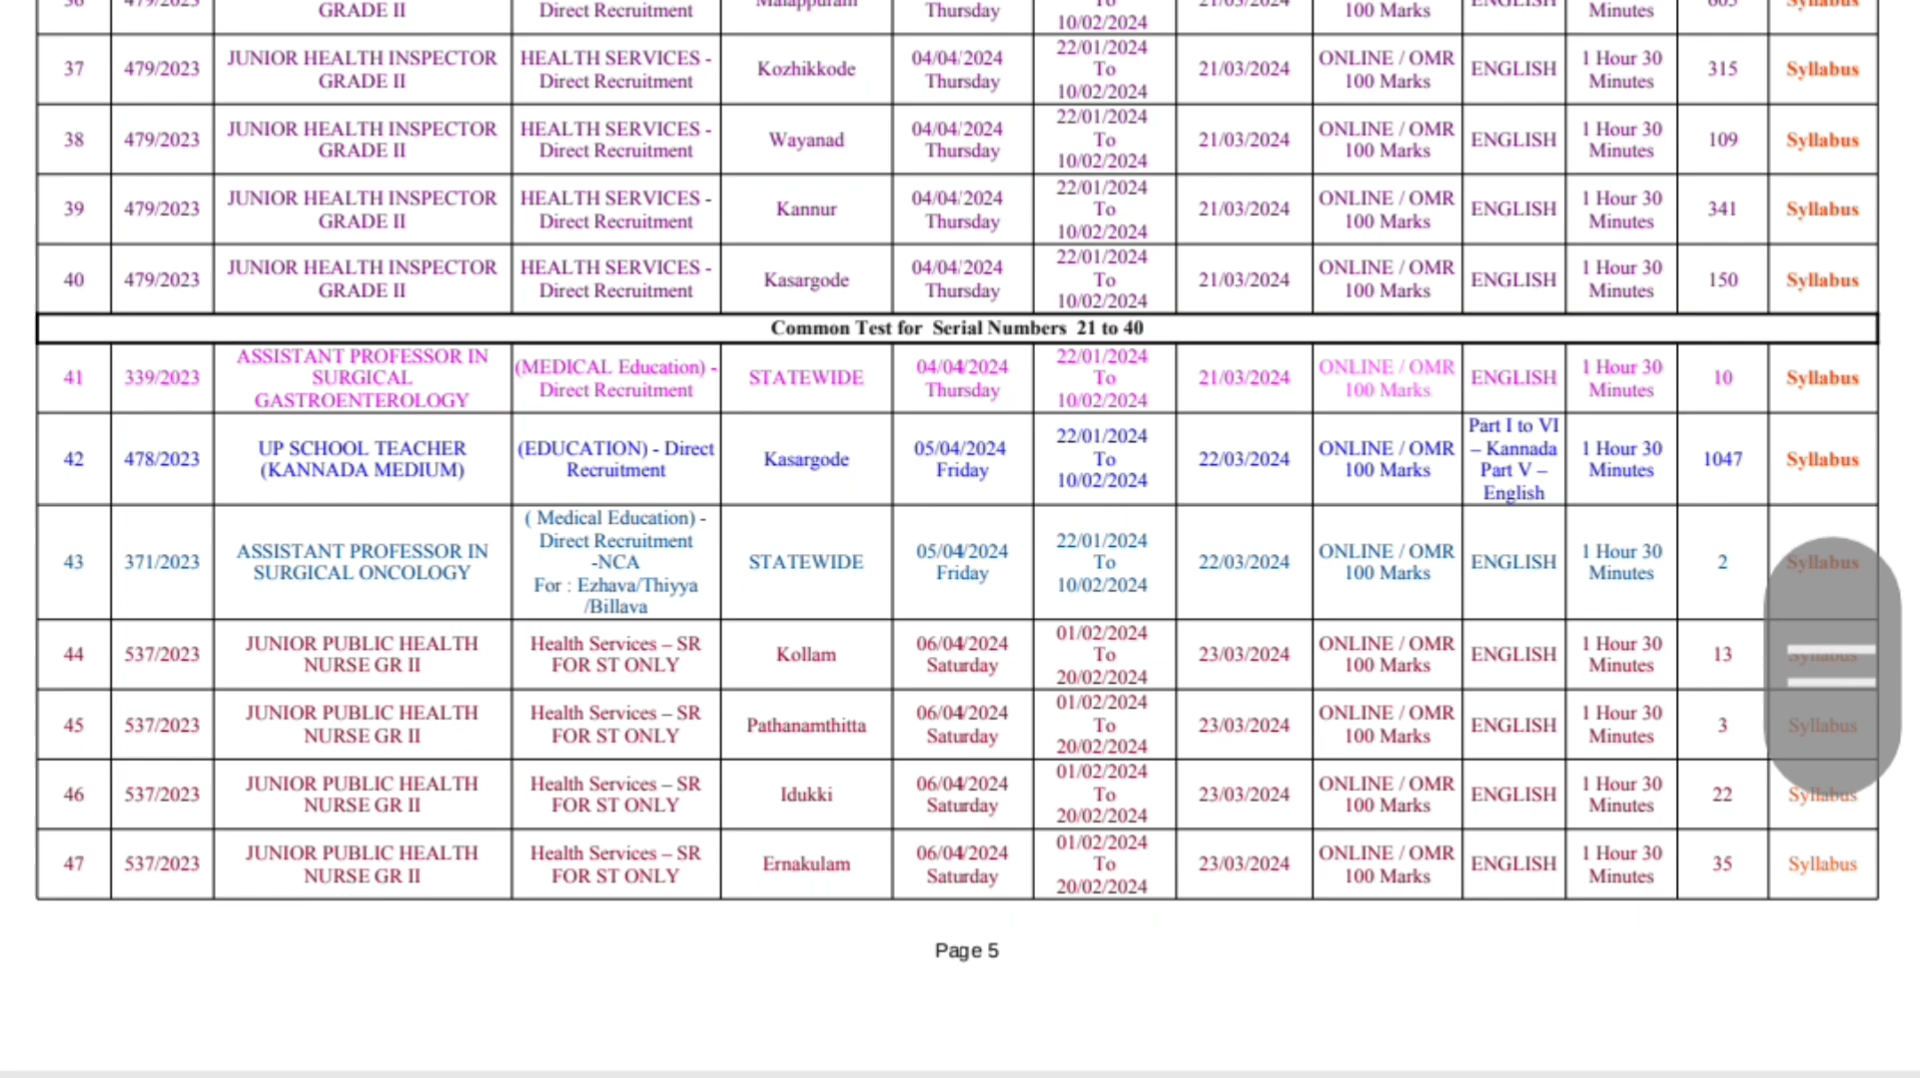 GRADE II Direct Recruitment Thursday To 10/02/2024 100 Marks Minutes
37 479/2023 JUNIOR HEALTH INSPECTOR GRADE II HEALTH SERVICES - Direct Recruitment Kozhikkode 04/04/2024 Thursday 22/01/2024 To 10/02/2024 21/03/2024 ONLINE / OMR 100 Marks ENGLISH 1 Hour 30 Minutes 315 Syllabus
38 479/2023 JUNIOR HEALTH INSPECTOR GRADE II HEALTH SERVICES - Direct Recruitment Wayanad 04/04/2024 Thursday 22/01/2024 To 10/02/2024 21/03/2024 ONLINE / OMR 100 Marks ENGLISH 1 Hour 30 Minutes 109 Syllabus
39 479/2023 JUNIOR HEALTH INSPECTOR GRADE II HEALTH SERVICES - Direct Recruitment Kannur 04/04/2024 Thursday 22/01/2024 To 10/02/2024 21/03/2024 ONLINE / OMR 100 Marks ENGLISH 1 Hour 30 Minutes 341 Syllabus
40 479/2023 JUNIOR HEALTH INSPECTOR GRADE II HEALTH SERVICES - Direct Recruitment Kasargode 04/04/2024 Thursday 22/01/2024 To 10/02/2024 21/03/2024 ONLINE / OMR 100 Marks ENGLISH 1 Hour 30 Minutes 150 Syllabus
Common Test for Serial Numbers 21 to 40
41 339/2023 ASSISTANT PROFESSOR IN SURGICAL GASTROENTEROLOGY (MEDICAL Education) - Direct Recruitment STATEWIDE 04/04/2024 Thursday 22/01/2024 To 10/02/2024 21/03/2024 ONLINE / OMR 100 Marks ENGLISH 1 Hour 30 Minutes 10 Syllabus
42 478/2023 UP SCHOOL TEACHER (KANNADA MEDIUM) (EDUCATION) - Direct Recruitment Kasargode 05/04/2024 Friday 22/01/2024 To 10/02/2024 22/03/2024 ONLINE / OMR 100 Marks Part I to VI – Kannada Part V – English 1 Hour 30 Minutes 1047 Syllabus
43 371/2023 ASSISTANT PROFESSOR IN SURGICAL ONCOLOGY ( Medical Education) - Direct Recruitment -NCA For : Ezhava/Thiyya /Billava STATEWIDE 05/04/2024 Friday 22/01/2024 To 10/02/2024 22/03/2024 ONLINE / OMR 100 Marks ENGLISH 1 Hour 30 Minutes 2 Syllabus
44 537/2023 JUNIOR PUBLIC HEALTH NURSE GR II Health Services – SR FOR ST ONLY Kollam 06/04/2024 Saturday 01/02/2024 To 20/02/2024 23/03/2024 ONLINE / OMR 100 Marks ENGLISH 1 Hour 30 Minutes 13 Syllabus
45 537/2023 JUNIOR PUBLIC HEALTH NURSE GR II Health Services – SR FOR ST ONLY Pathanamthitta 06/04/2024 Saturday 01/02/2024 To 20/02/2024 23/03/2024 ONLINE / OMR 100 Marks ENGLISH 1 Hour 30 Minutes 3 Syllabus
46 537/2023 JUNIOR PUBLIC HEALTH NURSE GR II Health Services – SR FOR ST ONLY Idukki 06/04/2024 Saturday 01/02/2024 To 20/02/2024 23/03/2024 ONLINE / OMR 100 Marks ENGLISH 1 Hour 30 Minutes 22 Syllabus
47 537/2023 JUNIOR PUBLIC HEALTH NURSE GR II Health Services – SR FOR ST ONLY Ernakulam 06/04/2024 Saturday 01/02/2024 To 20/02/2024 23/03/2024 ONLINE / OMR 100 Marks ENGLISH 1 Hour 30 Minutes 35 Syllabus
Page 5